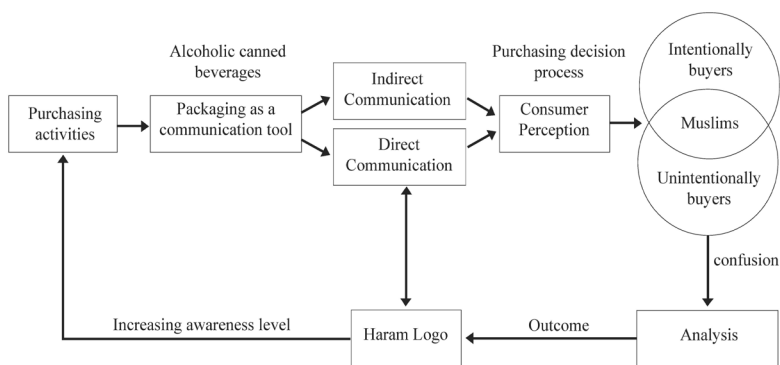 Alcoholic canned
beverages
Purchasing decision
process
Intentionally
buyers
Purchasing
activities
Packaging as a
communication tool
Indirect
Communication
Direct
Communication
Consumer
Perception
Muslims
Unintentionally
buyers
confusion
Increasing awareness level
Haram Logo
Outcome
Analysis